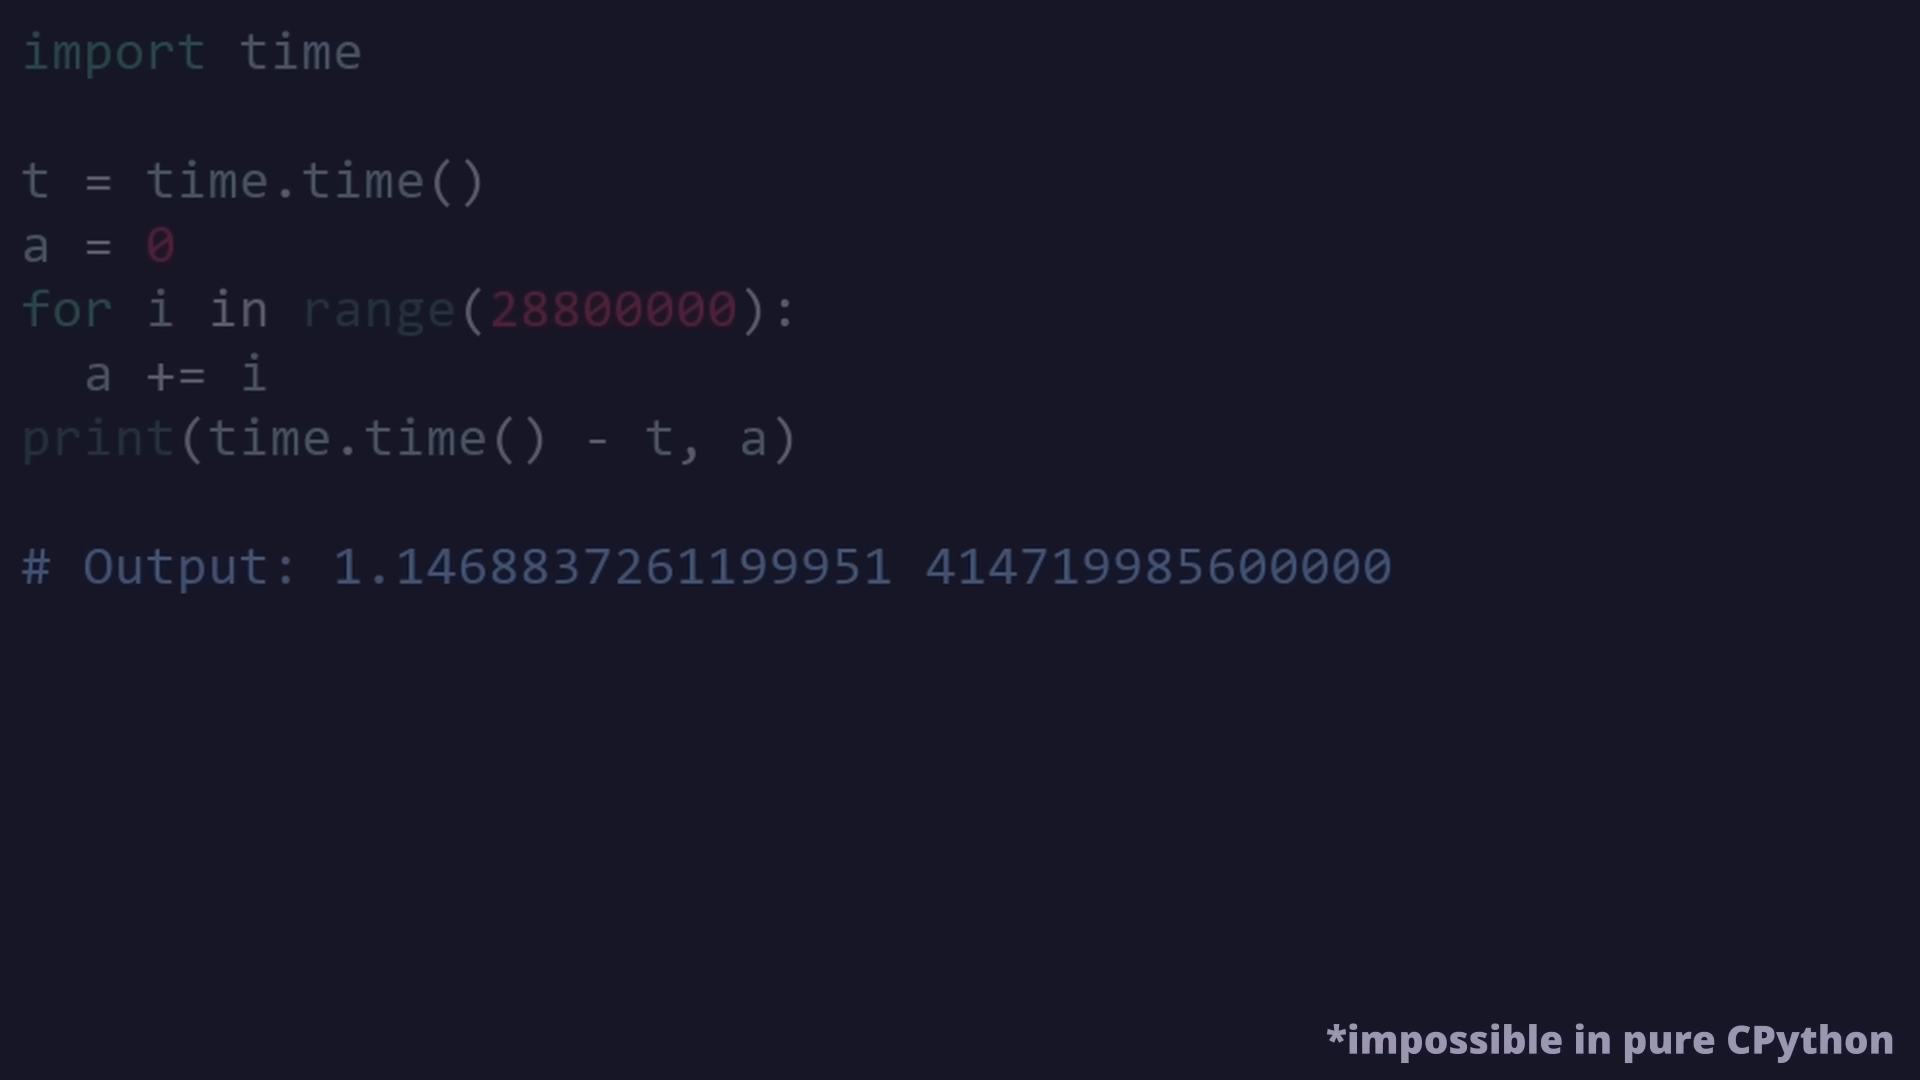 import time
t = time.time()
a = 0
for i in range(28800000):
  a += i
print(time.time() - t, a)
# Output: 1.1468837261199951 414719985600000
*impossible in pure CPython